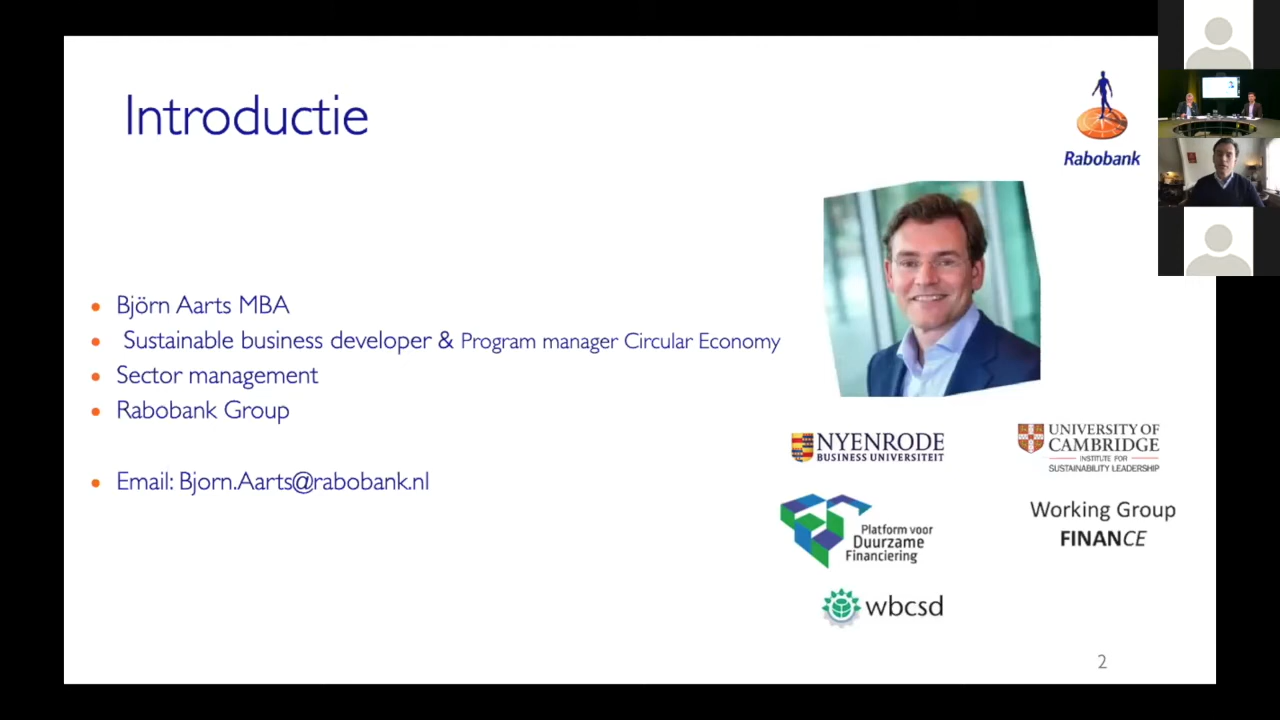 Introductie
Rabobank
Björn Aarts MBA
Sustainable business developer & Program manager Circular Economy
Sector management
Rabobank Group
Email: Bjorn.Aarts@rabobank.nl
NYENRODE
BUSINESS UNIVERSITEIT
UNIVERSITY OF
CAMBRIDGE
INSTITUTE FOR
SUSTAINABILITY LEADERSHIP
Platform voor
Duurzame
Financiering
Working Group
FINANCE
wbcsd
2